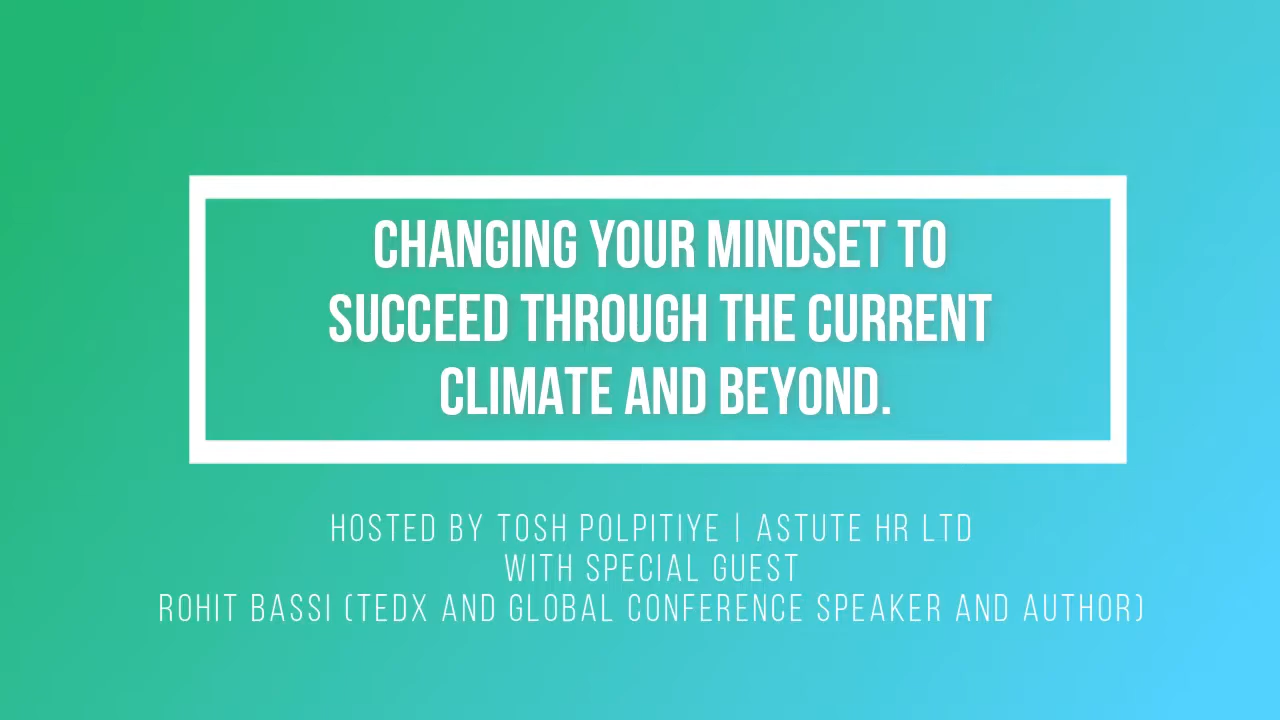 CHANGING YOUR MINDSET TO
SUCCEED THROUGH THE CURRENT
CLIMATE AND BEYOND.
HOSTED BY TOSH POLPITIYE | ASTUTE HR LTD
WITH SPECIAL GUEST
ROHIT BASSI (TEDX AND GLOBAL CONFERENCE SPEAKER AND AUTHOR)